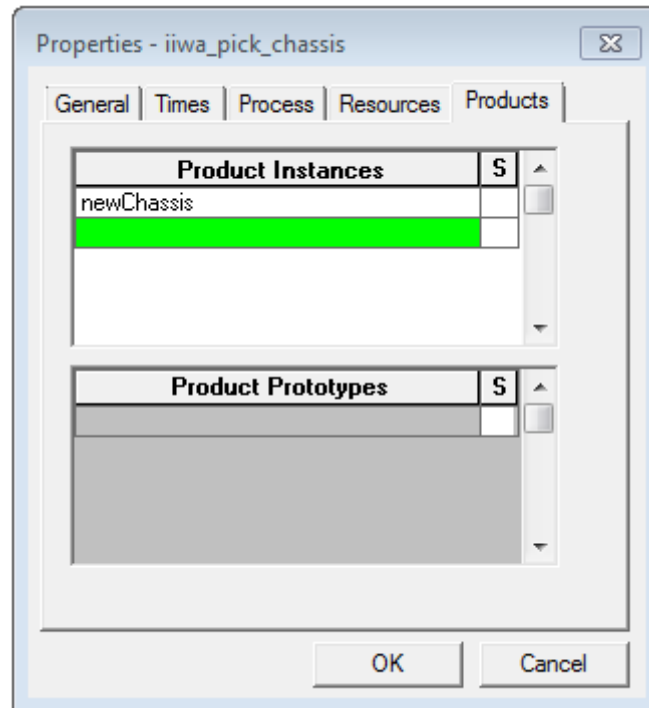 Properties - iiwa_pick_chassis
General Times Process Resources Products
Product Instances S
newChassis
Product Prototypes S
OK Cancel